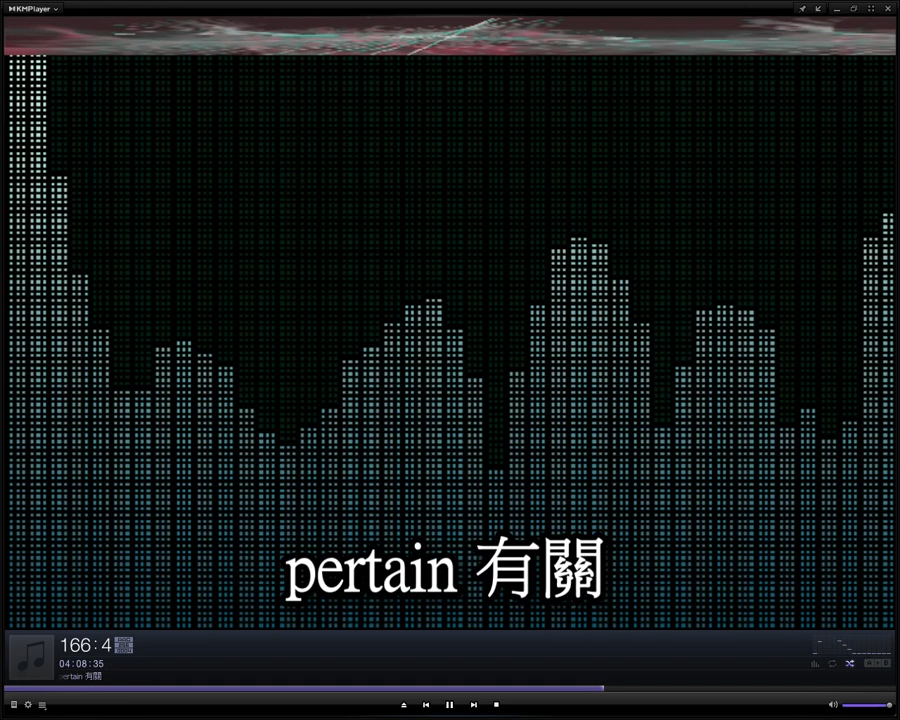 KMPlayer
pertain 有關
166:4
04:08:35
pertain 有關